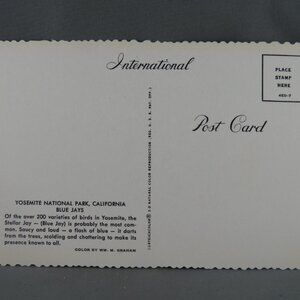 International
PLACE
STAMP
HERE
Post Card
YOSEMITE NATIONAL PARK, CALIFORNIA
BLUE JAYS
Of the over 200 varieties of birds in Yosemite, the
Stellar Jay — (Blue Jay) is probably the most com-
mon. Saucy and loud — a flash of blue — it darts
from the trees, scolding and chattering to make its
presence known to all.
COLOR BY WM. M. GRAHAM